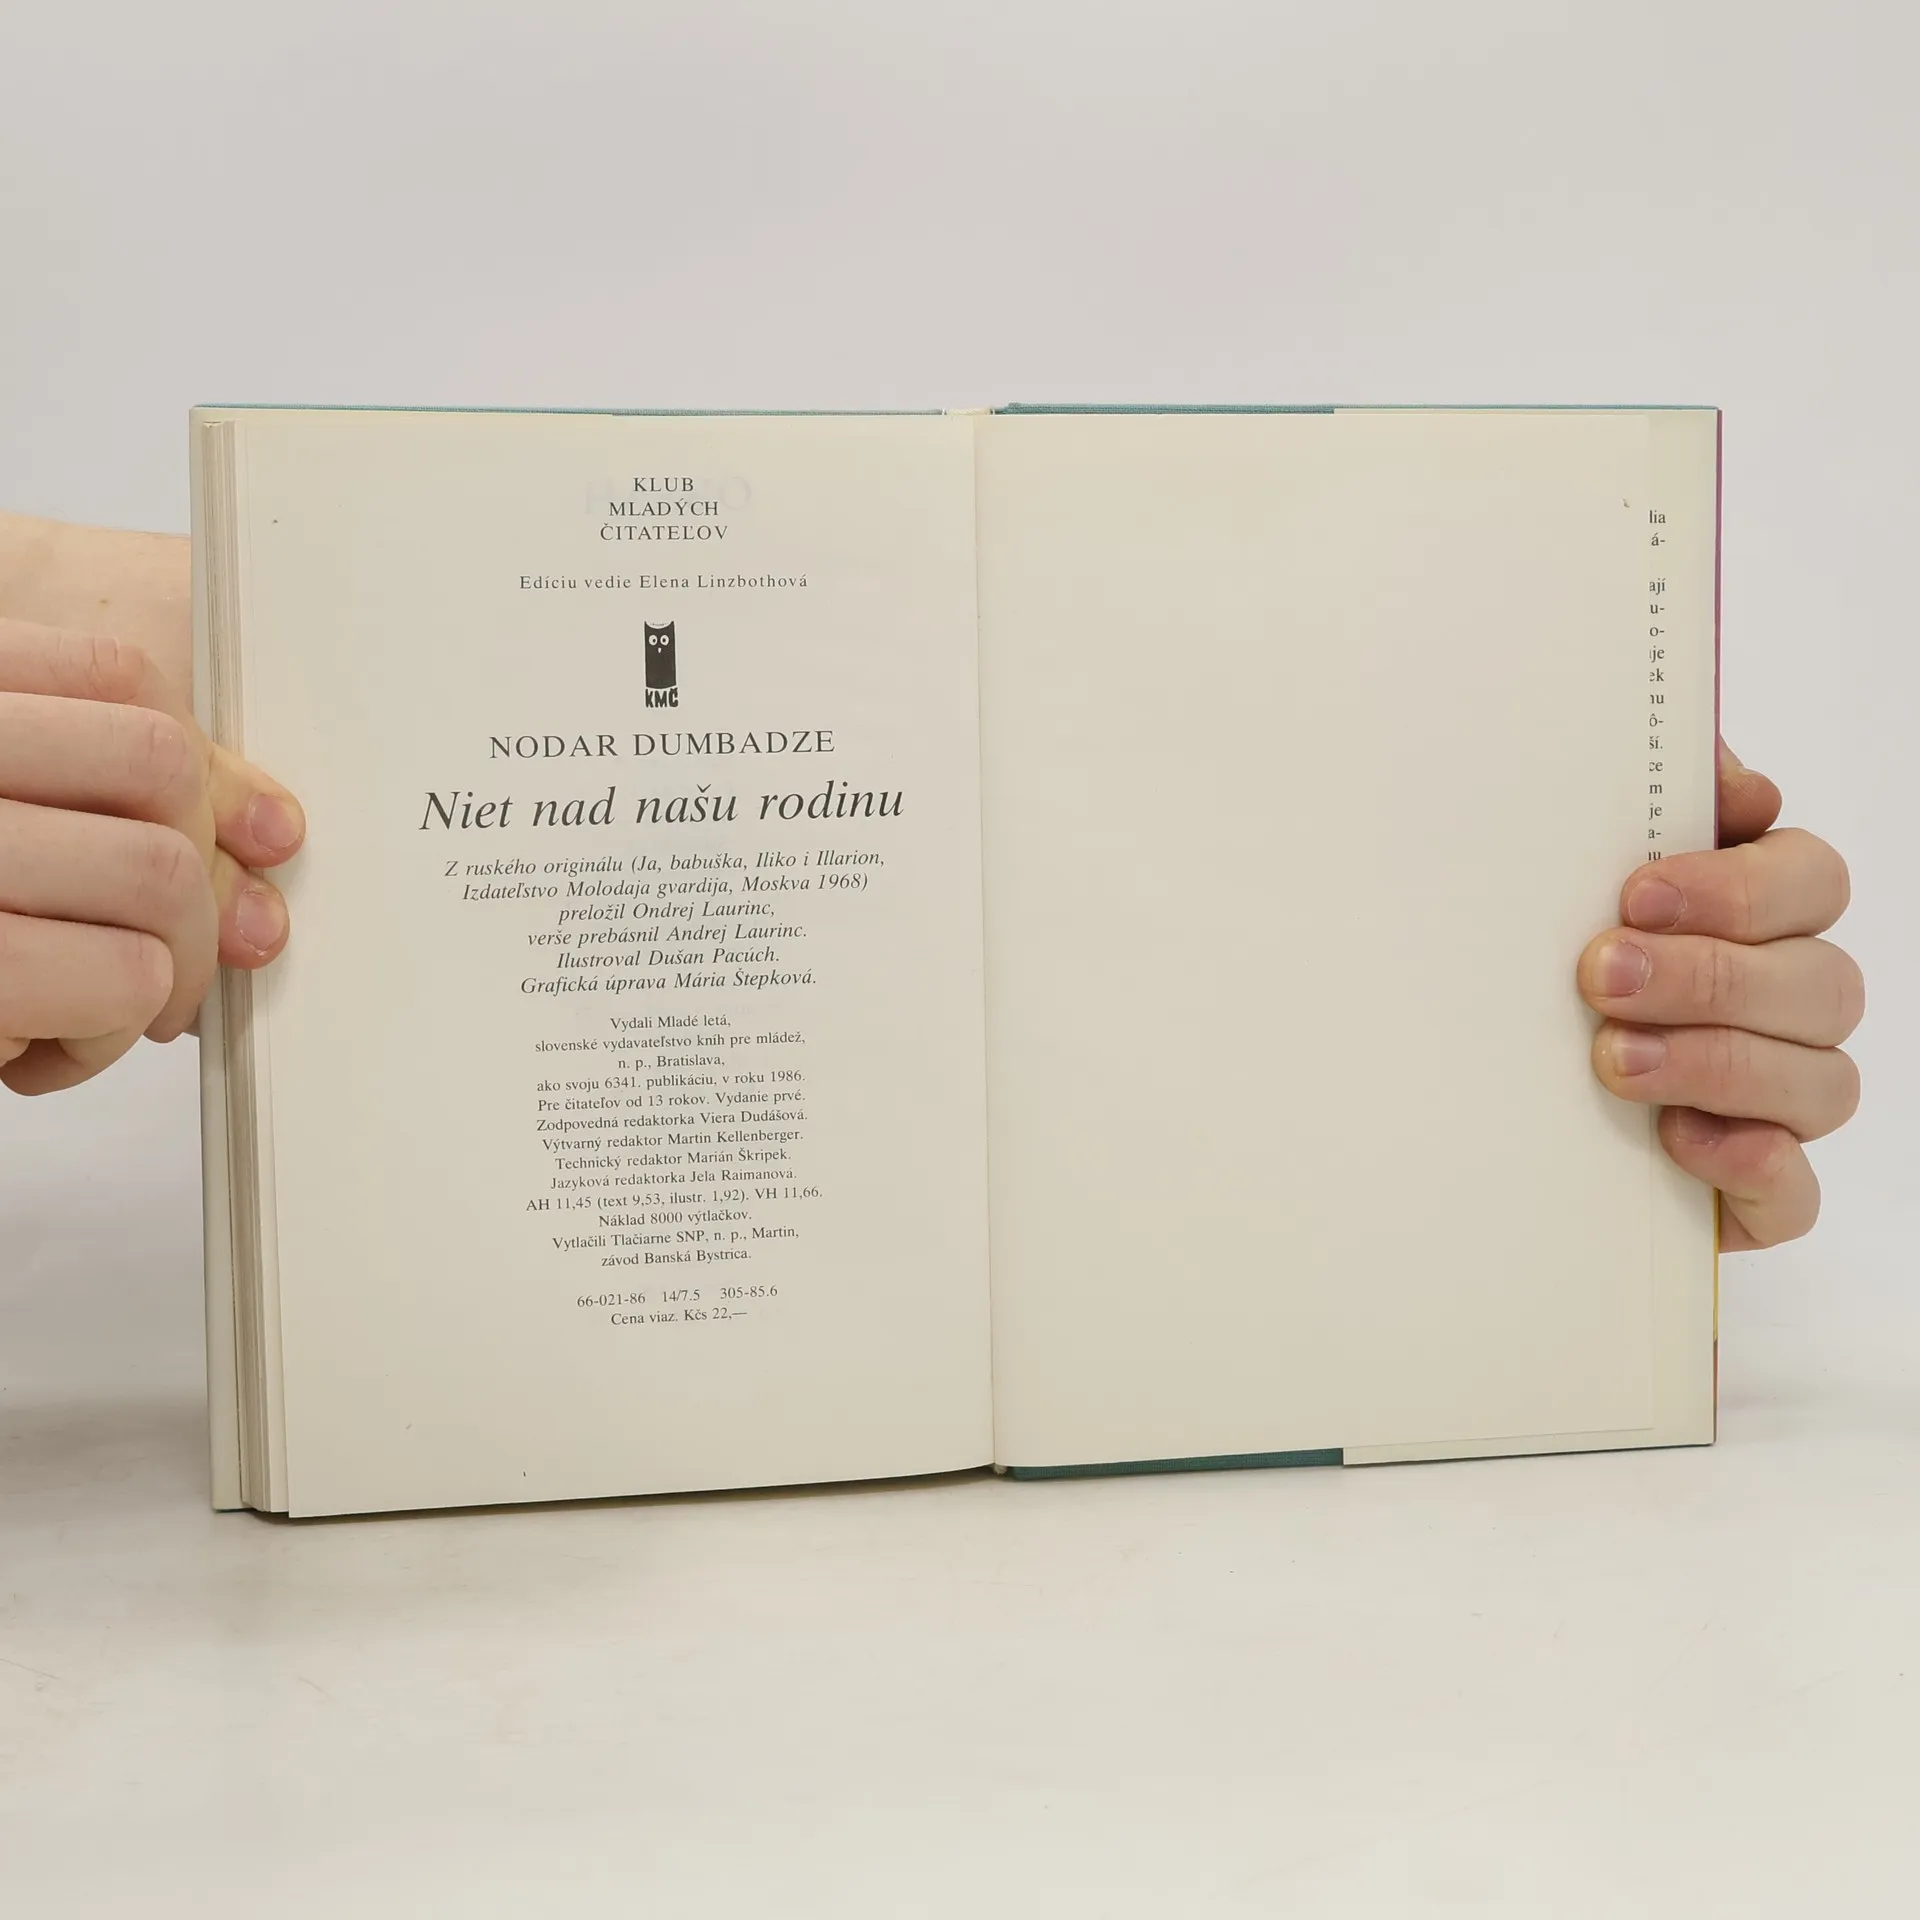 KLUB
MLADÝCH
ČITATEĽOV
Edíciu vedie Elena Linzbothová
KMČ
NODAR DUMBADZE
Niet nad našu rodinu
Z ruského originálu (Ja, babuška, Iliko i Illarion,
Izdateľstvo Molodaja gvardija, Moskva 1968)
preložil Ondrej Laurinc,
verše prebásnil Andrej Laurinc.
Ilustroval Dušan Pacúch.
Grafická úprava Mária Štepková.
Vydali Mladé letá,
slovenské vydavateľstvo kníh pre mládež,
n. p., Bratislava,
ako svoju 6341. publikáciu, v roku 1986.
Pre čitateľov od 13 rokov. Vydanie prvé.
Zodpovedná redaktorka Viera Dudášová.
Výtvarný redaktor Martin Kellenberger.
Technický redaktor Marián Škripek.
Jazyková redaktorka Jela Raimanová.
AH 11,45 (text 9,53, ilustr. 1,92). VH 11,66.
Náklad 8000 výtlačkov.
Vytlačili Tlačiarne SNP, n. p., Martin,
závod Banská Bystrica.
66-021-86 14/7.5 305-85.6
Cena viaz. Kčs 22,—